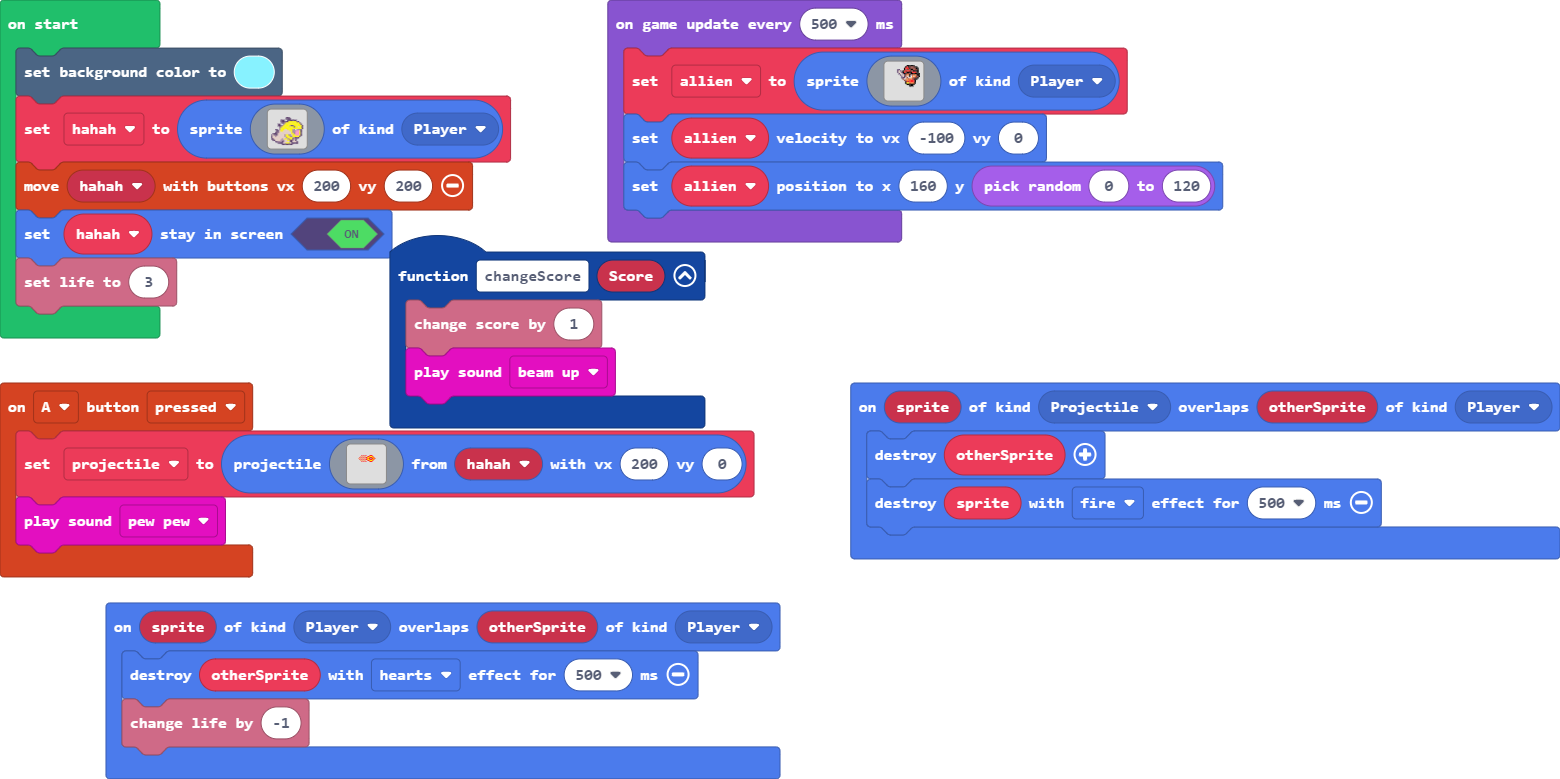 on start
set background color to
set hahah to sprite of kind Player
move hahah with buttons vx 200 vy 200
set hahah stay in screen ON
set life to 3
on game update every 500 ms
set allien to sprite of kind Player
set allien velocity to vx -100 vy 0
set allien position to x 160 y pick random 0 to 120
function changeScore Score
change score by 1
play sound beam up
on A button pressed
set projectile to projectile from hahah with vx 200 vy 0
play sound pew pew
on sprite of kind Projectile overlaps otherSprite of kind Player
destroy otherSprite
destroy sprite with fire effect for 500 ms
on sprite of kind Player overlaps otherSprite of kind Player
destroy otherSprite with hearts effect for 500 ms
change life by -1